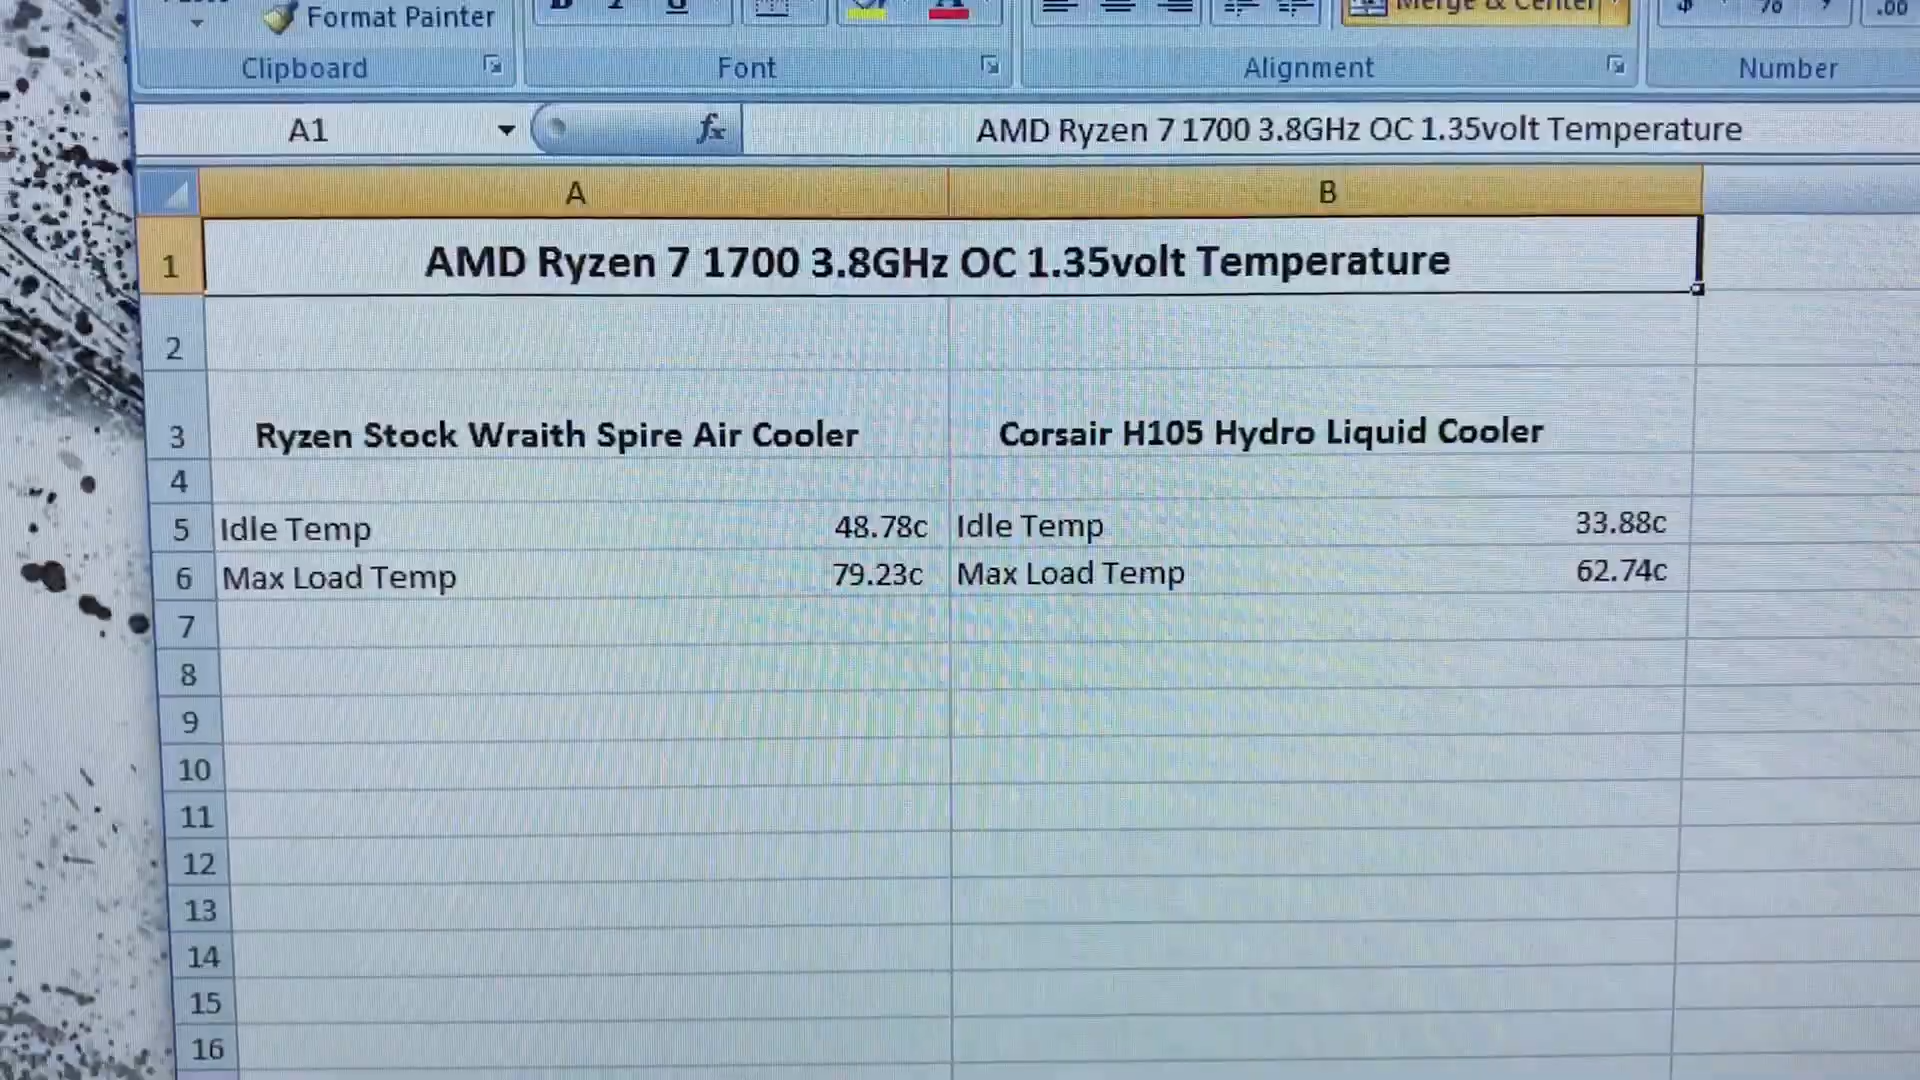 Format Painter
Merge & Center
Clipboard
Font
Alignment
Number
A1
fx
AMD Ryzen 7 1700 3.8GHz OC 1.35volt Temperature
A
B
1
AMD Ryzen 7 1700 3.8GHz OC 1.35volt Temperature
2
3
Ryzen Stock Wraith Spire Air Cooler
Corsair H105 Hydro Liquid Cooler
4
5 Idle Temp 48.78c Idle Temp 33.88c
6 Max Load Temp 79.23c Max Load Temp 62.74c
7
8
9
10
11
12
13
14
15
16